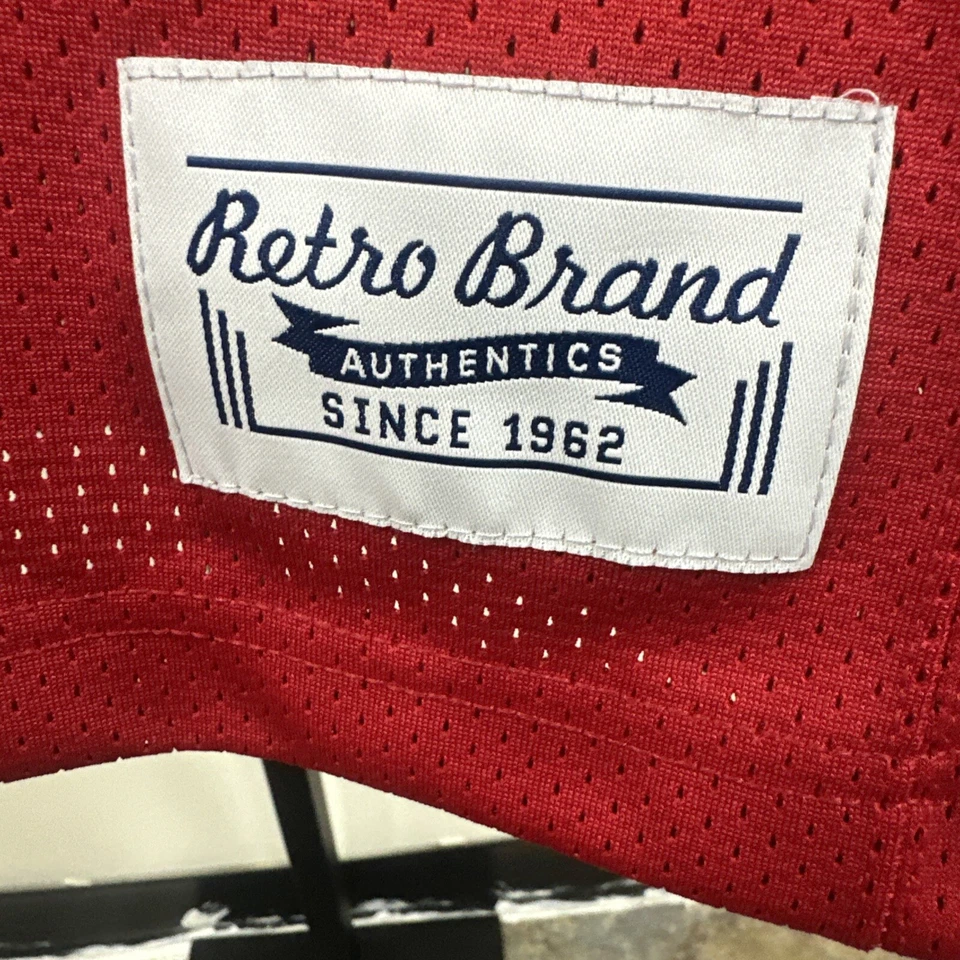 Retro Brand
AUTHENTICS
SINCE 1962